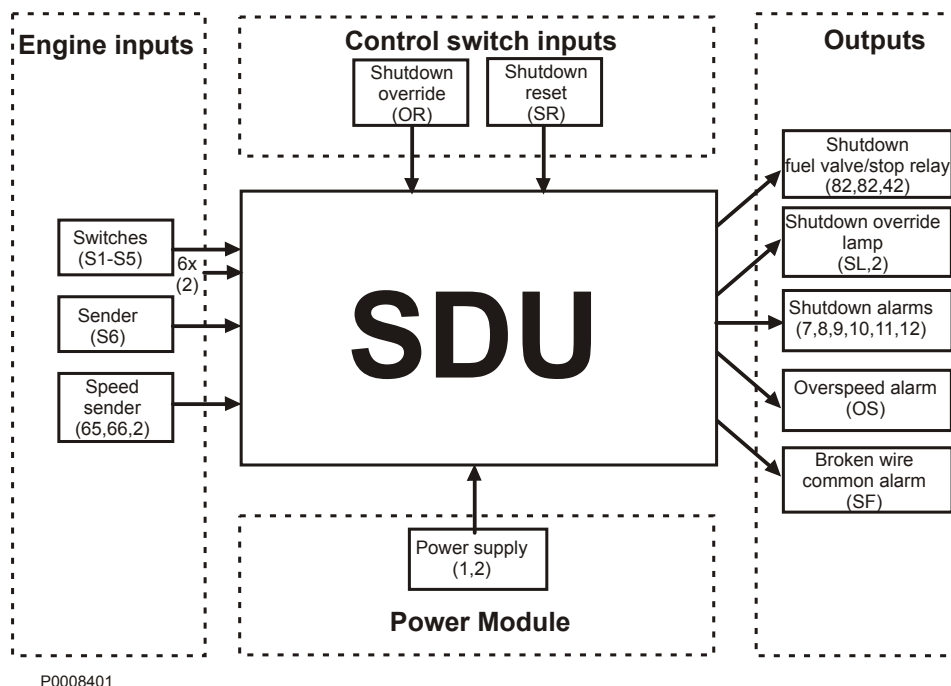 Engine inputs
Control switch inputs
Outputs
Shutdown
override
(OR)
Shutdown
reset
(SR)
Switches
(S1-S5)
6x
(2)
Sender
(S6)
Speed
sender
(65,66,2)
SDU
Shutdown
fuel valve/stop relay
(82,82,42)
Shutdown override
lamp
(SL,2)
Shutdown alarms
(7,8,9,10,11,12)
Overspeed alarm
(OS)
Broken wire
common alarm
(SF)
Power supply
(1,2)
Power Module
P0008401